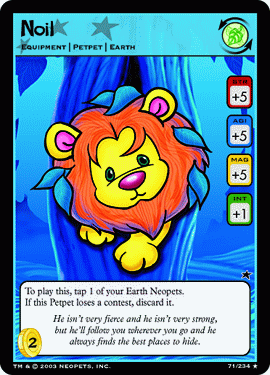 Noil
Equipment | Petpet | Earth
STR
+5
AGI
+5
MAG
+5
INT
+1
To play this, tap 1 of your Earth Neopets.
If this Petpet loses a contest, discard it.
He isn't very fierce and he isn't very strong,
but he'll follow you wherever you go and he
always finds the best places to hide.
2
TM & © 2003 NEOPETS, INC.
71/234 ★